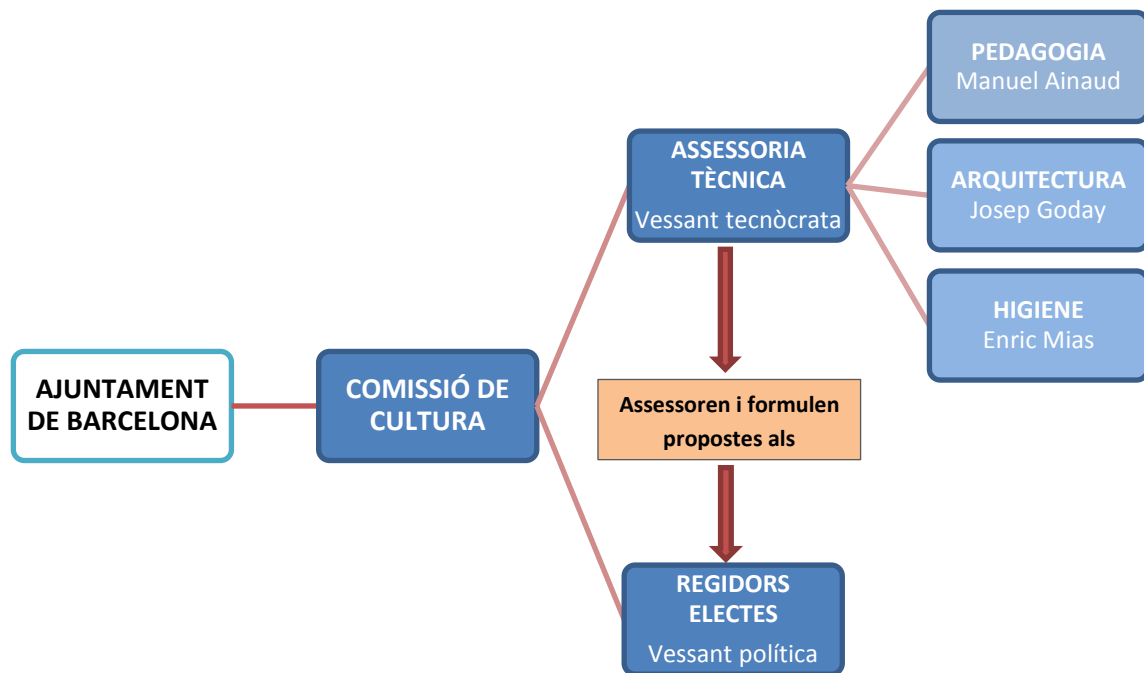 AJUNTAMENT
DE BARCELONA
COMISSIÓ DE
CULTURA
ASSESSORIA
TÈCNICA
Vessant tecnòcrata
PEDAGOGIA
Manuel Ainaud
ARQUITECTURA
Josep Goday
HIGIENE
Enric Mias
Assessoren i formulen
propostes als
REGIDORS
ELECTES
Vessant política